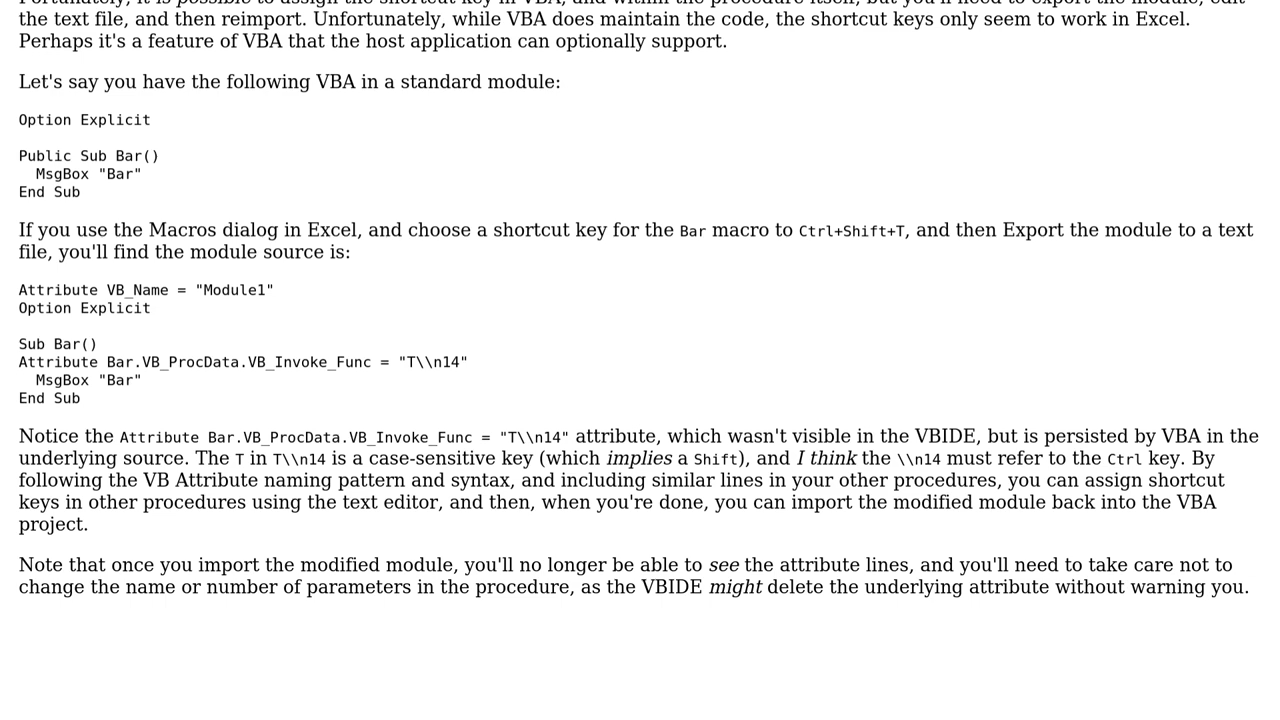 the text file, and then reimport. Unfortunately, while VBA does maintain the code, the shortcut keys only seem to work in Excel.
Perhaps it's a feature of VBA that the host application can optionally support.
Let's say you have the following VBA in a standard module:
Option Explicit
Public Sub Bar()
  MsgBox "Bar"
End Sub
If you use the Macros dialog in Excel, and choose a shortcut key for the Bar macro to Ctrl+Shift+T, and then Export the module to a text
file, you'll find the module source is:
Attribute VB_Name = "Module1"
Option Explicit
Sub Bar()
Attribute Bar.VB_ProcData.VB_Invoke_Func = "T\\n14"
  MsgBox "Bar"
End Sub
Notice the Attribute Bar.VB_ProcData.VB_Invoke_Func = "T\\n14" attribute, which wasn't visible in the VBIDE, but is persisted by VBA in the
underlying source. The T in T\\n14 is a case-sensitive key (which implies a Shift), and I think the \\n14 must refer to the Ctrl key. By
following the VB Attribute naming pattern and syntax, and including similar lines in your other procedures, you can assign shortcut
keys in other procedures using the text editor, and then, when you're done, you can import the modified module back into the VBA
project.
Note that once you import the modified module, you'll no longer be able to see the attribute lines, and you'll need to take care not to
change the name or number of parameters in the procedure, as the VBIDE might delete the underlying attribute without warning you.